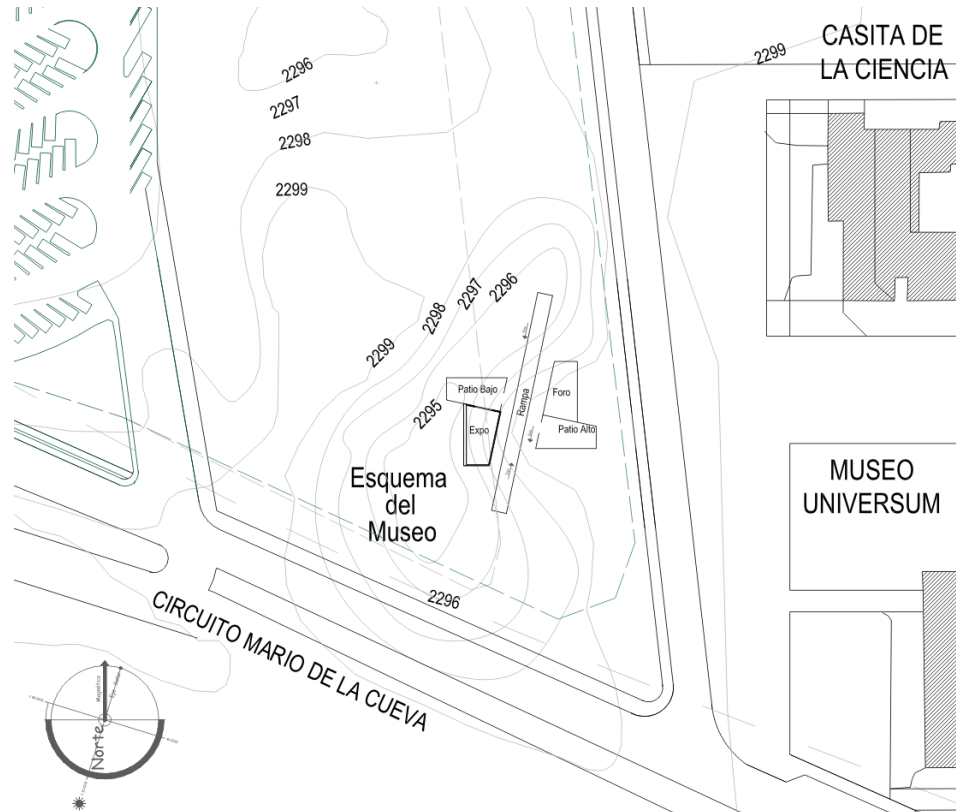 CASITA DE
LA CIENCIA
2299
2296
2297
2298
2299
2296
2297
2298
2299
2295
Patio Bajo
Expo
Rampa
Foro
Patio Alto
Esquema
del
Museo
MUSEO
UNIVERSUM
2296
CIRCUITO MARIO DE LA CUEVA
Magnético
Norte